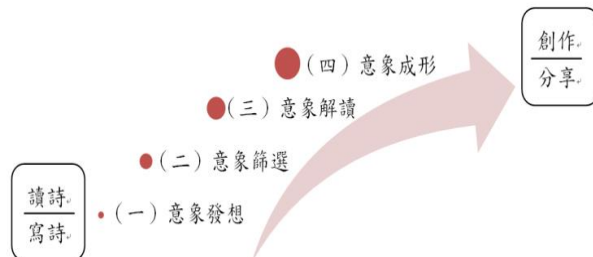 創作
分享
(四)意象成形
(三)意象解讀
(二)意象篩選
(一)意象發想
讀詩
寫詩